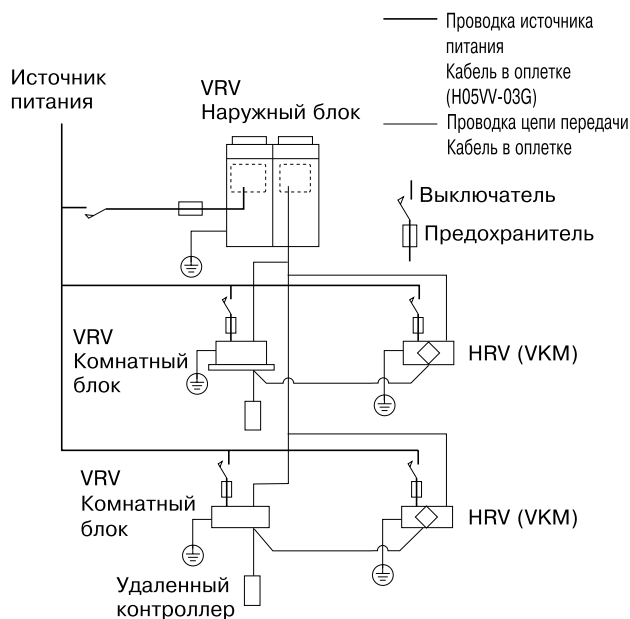 Проводка источника
питания
Кабель в оплетке
(H05VV-03G)
Проводка цепи передачи
Кабель в оплетке
Источник
питания
VRV
Наружный блок
Выключатель
Предохранитель
VRV
Комнатный
блок
HRV (VKM)
VRV
Комнатный
блок
HRV (VKM)
Удаленный
контроллер